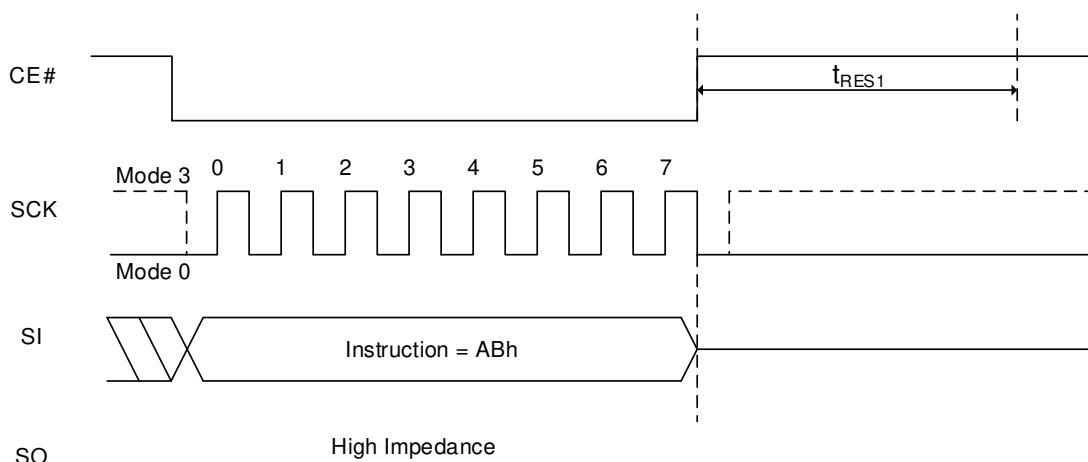 CE#
tRES1
Mode 3
0 1 2 3 4 5 6 7
SCK
Mode 0
SI
Instruction = ABh
High Impedance
SO